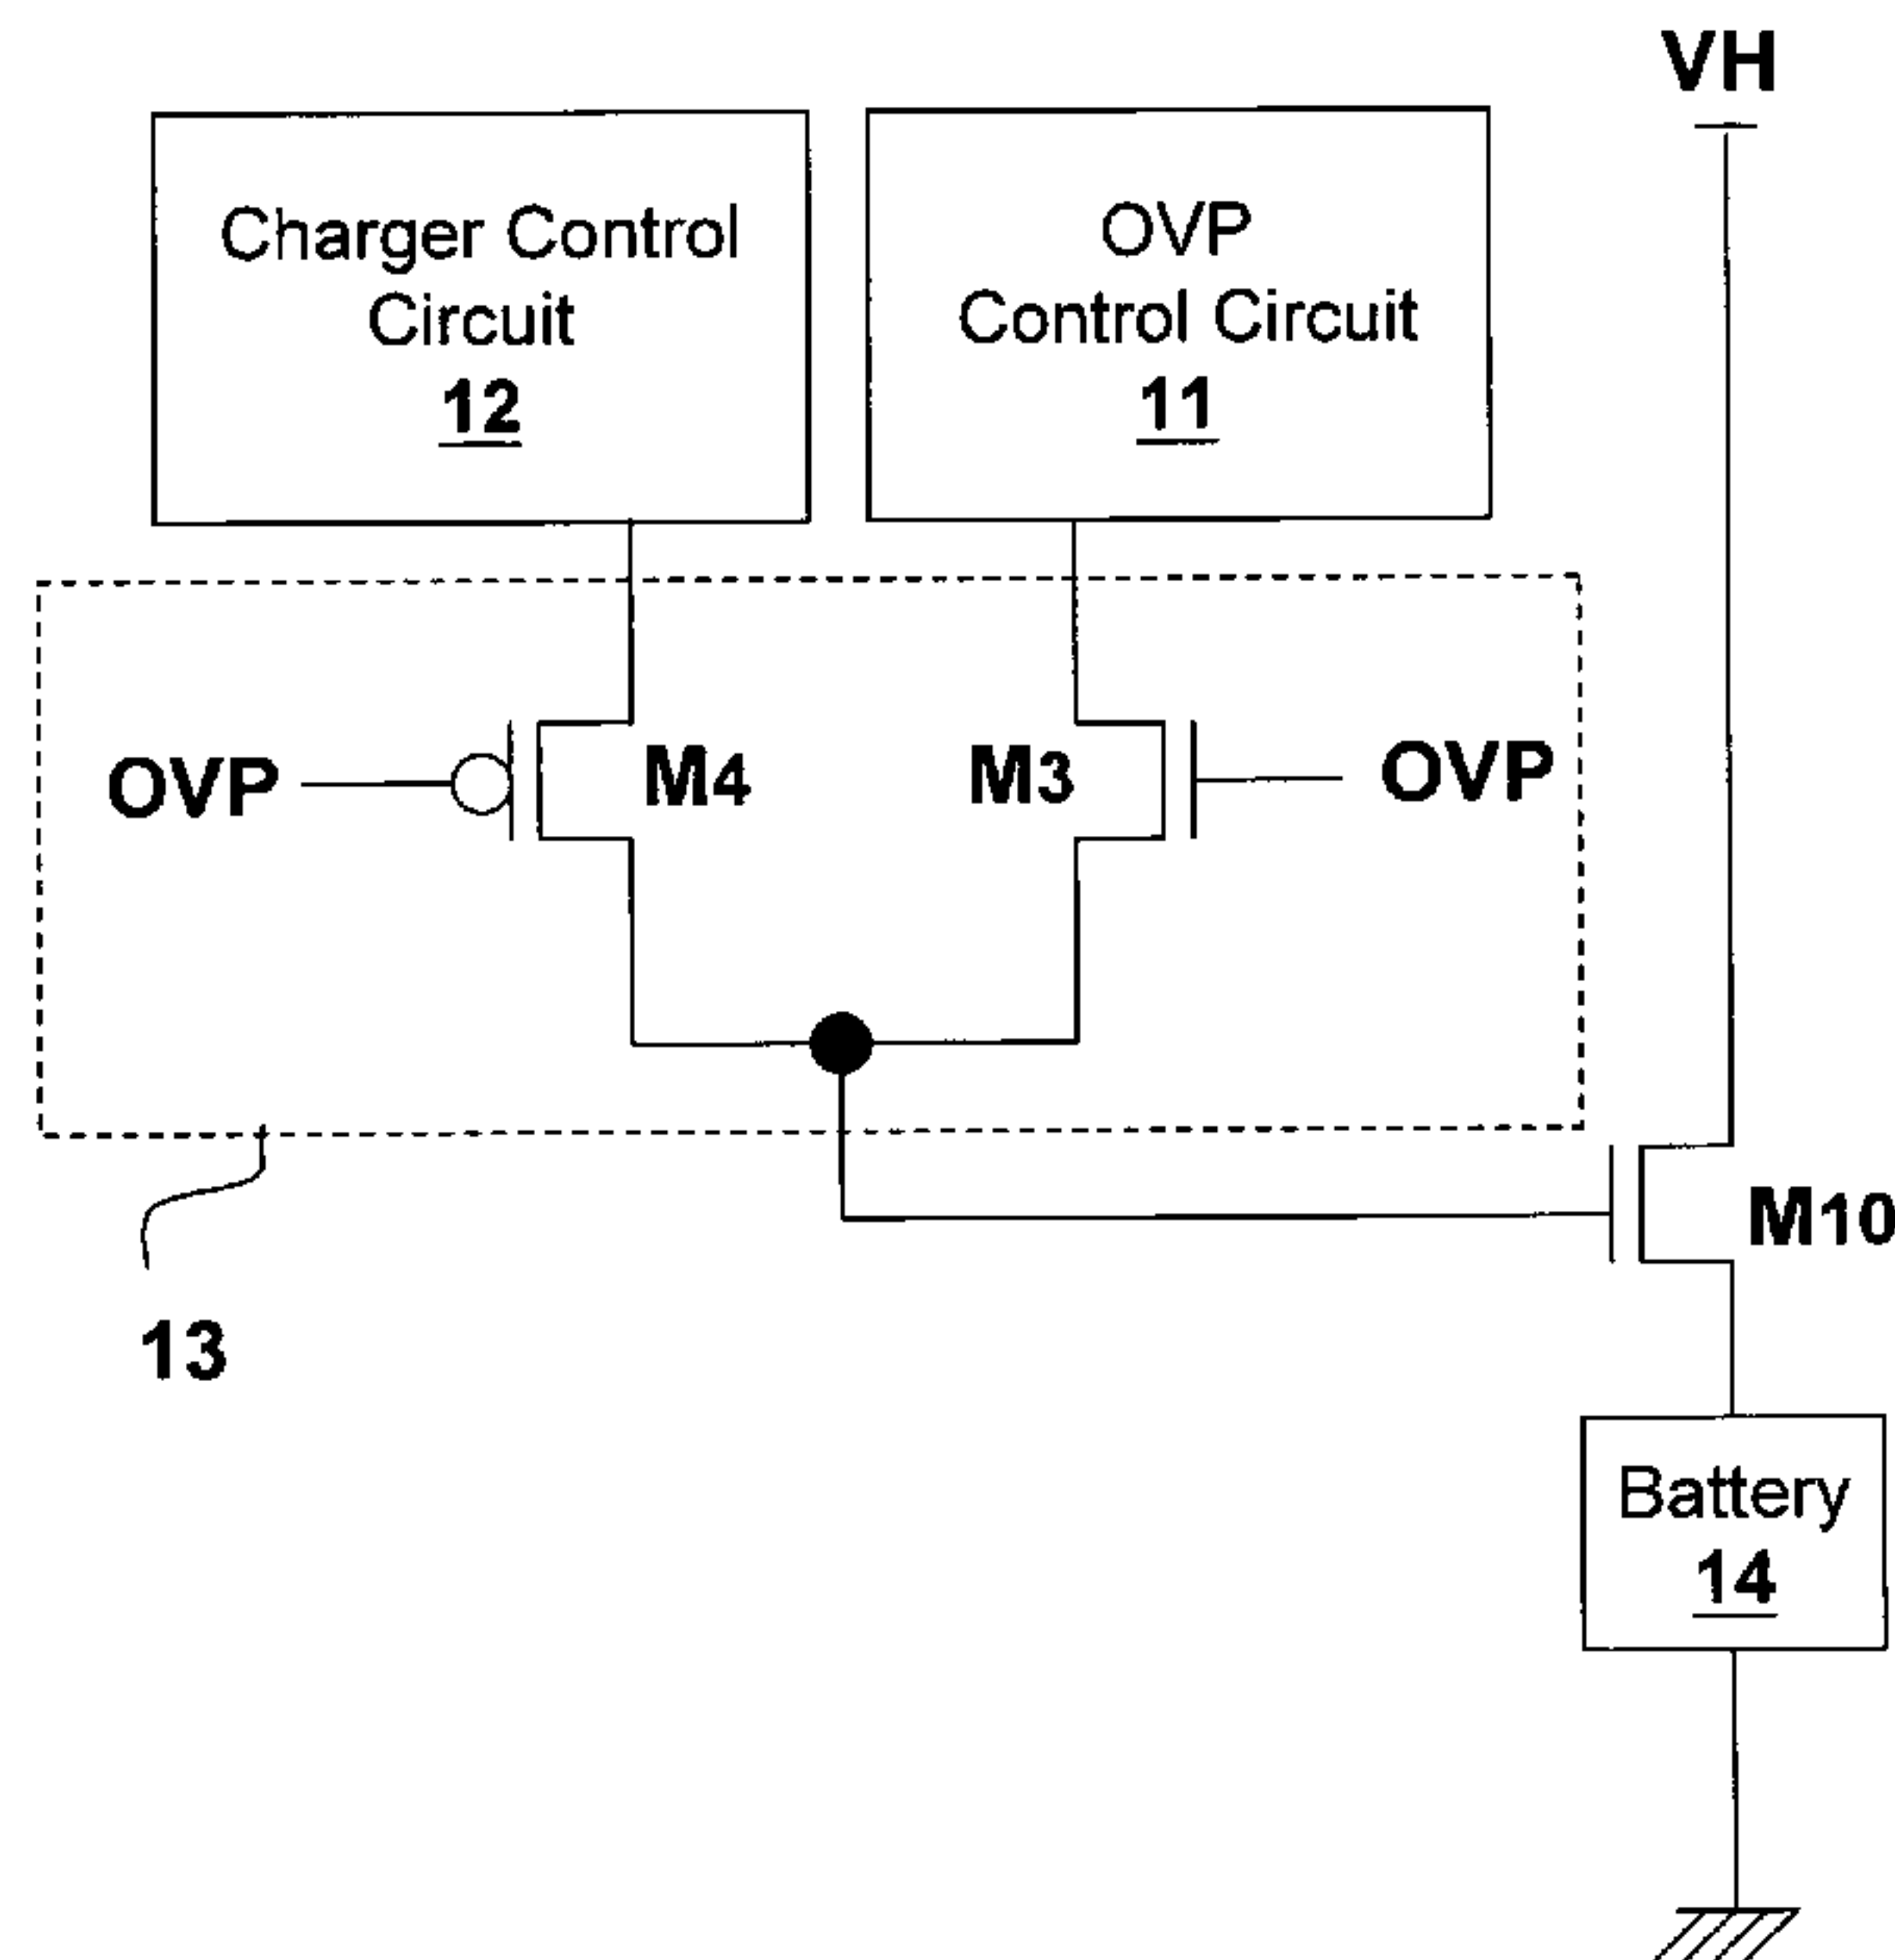 VH
Charger Control
Circuit
12
OVP
Control Circuit
11
OVP
M4
M3
OVP
M10
13
Battery
14